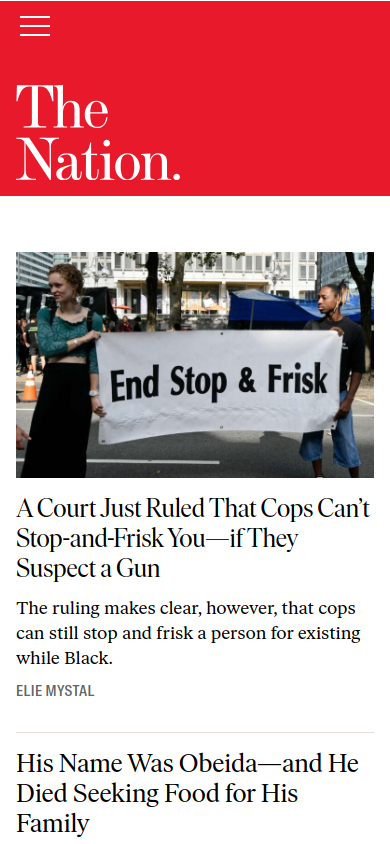 The
Nation.
End Stop & Frisk
A Court Just Ruled That Cops Can't
Stop-and-Frisk You—if They
Suspect a Gun
The ruling makes clear, however, that cops
can still stop and frisk a person for existing
while Black.
ELIE MYSTAL
His Name Was Obeida—and He
Died Seeking Food for His
Family